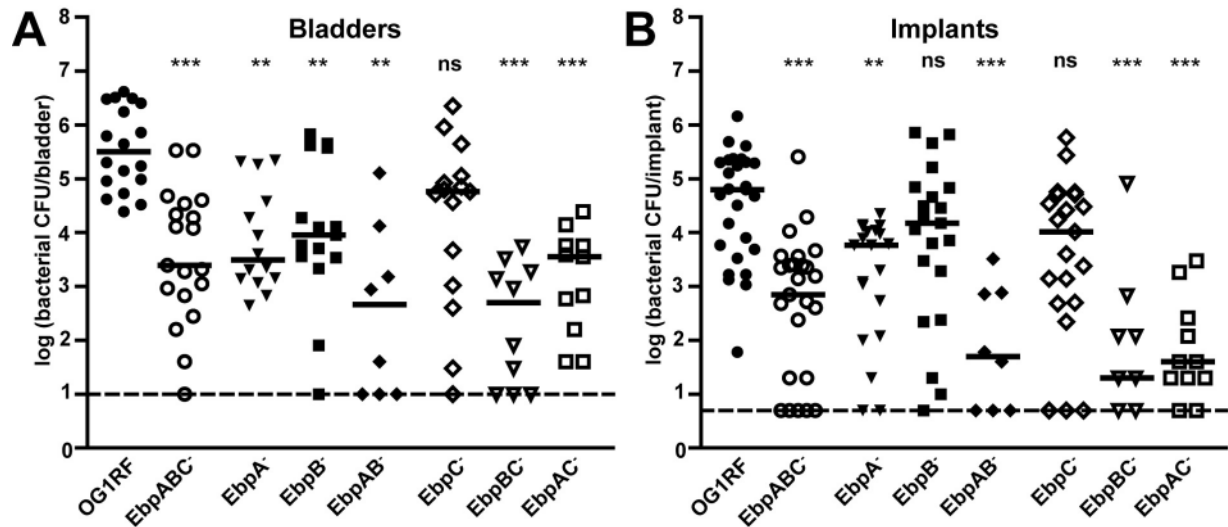 A
Bladders
log (bacterial CFU/bladder)
8
7
6
5
4
3
2
1
0
*** ** ** ** ns *** ***
OG1RF
EbpABC-
EbpA-
EbpB-
EbpAB-
EbpC-
EbpBC-
EbpAC-
B
Implants
log (bacterial CFU/implant)
8
7
6
5
4
3
2
1
0
*** ** ns *** ns *** ***
OG1RF
EbpABC-
EbpA-
EbpB-
EbpAB-
EbpC-
EbpBC-
EbpAC-